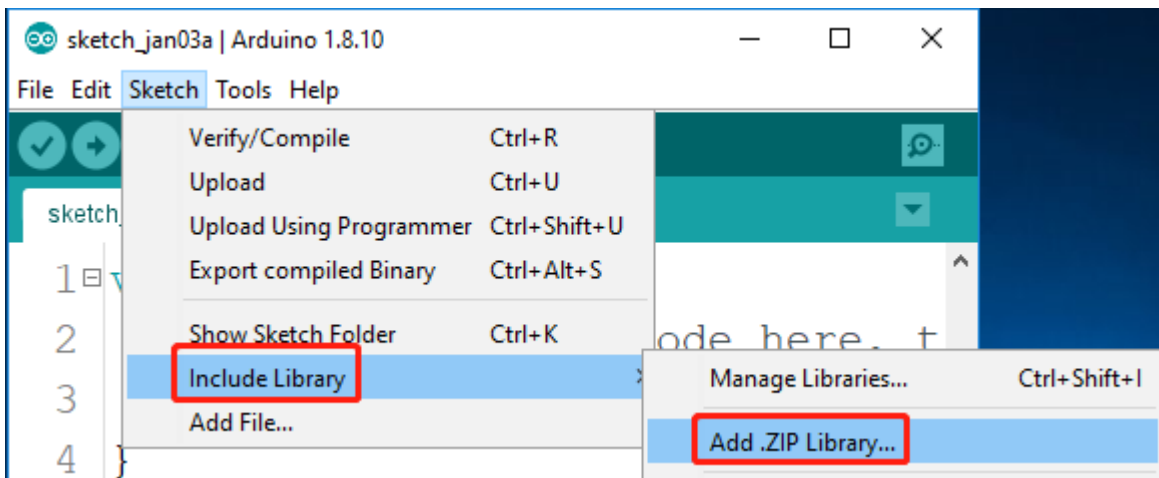 sketch_jan03a | Arduino 1.8.10
File Edit Sketch Tools Help
Verify/Compile Ctrl+R
Upload Ctrl+U
sketch_
Upload Using Programmer Ctrl+Shift+U
1 Export compiled Binary Ctrl+Alt+S
2 Show Sketch Folder Ctrl+K ode here, t
Include Library Manage Libraries... Ctrl+Shift+I
3
Add File... Add .ZIP Library...
4 }